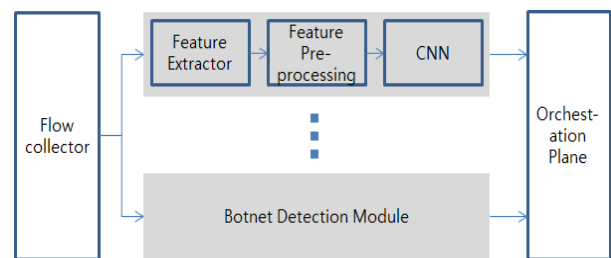 Flow
collector
Feature
Extractor
Feature
Pre-
processing
CNN
Botnet Detection Module
Orchest-
ation
Plane